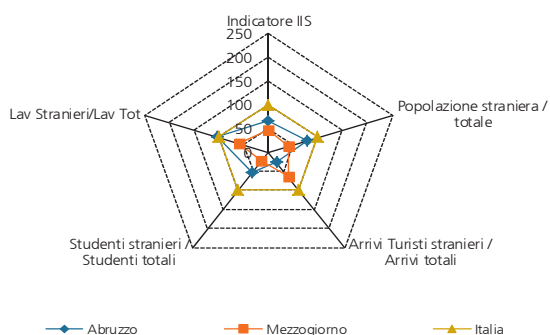 Indicatore IIS
250
200
150
100
50
0
Popolazione straniera /
totale
Lav Stranieri/Lav Tot
Studenti stranieri /
Studenti totali
Arrivi Turisti stranieri /
Arrivi totali
Abruzzo
Mezzogiorno
Italia